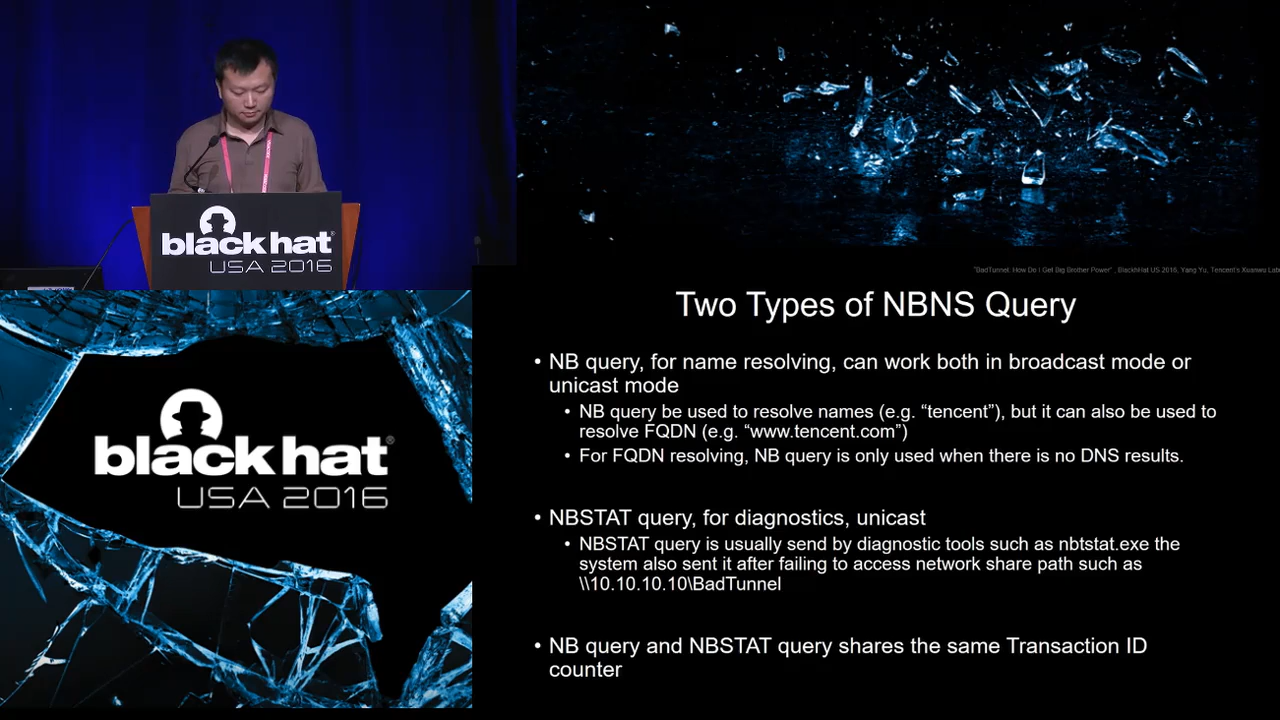 black hat
USA 2016
"BadTunnel: How Do I Get Big Brother Power", BlackHat US 2016, Yang Yu, Tencent's Xuanwu Lab
Two Types of NBNS Query
• NB query, for name resolving, can work both in broadcast mode or
unicast mode
• NB query be used to resolve names (e.g. “tencent”), but it can also be used to
resolve FQDN (e.g. “www.tencent.com”)
• For FQDN resolving, NB query is only used when there is no DNS results.
• NBSTAT query, for diagnostics, unicast
• NBSTAT query is usually send by diagnostic tools such as nbtstat.exe the
system also sent it after failing to access network share path such as
\\10.10.10.10\BadTunnel
• NB query and NBSTAT query shares the same Transaction ID
counter
black hat®
USA 2016